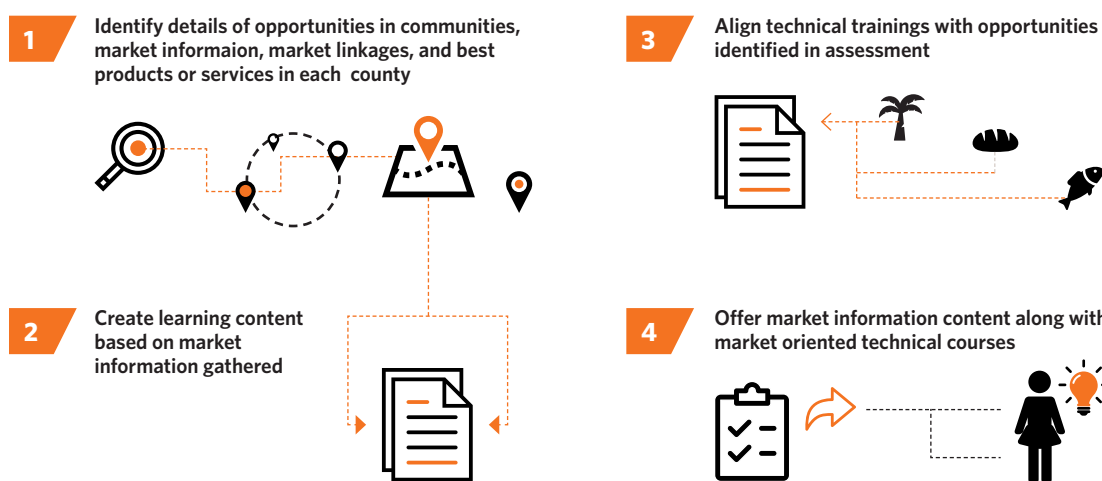 1
Identify details of opportunities in communities,
market informaion, market linkages, and best
products or services in each county
2
Create learning content
based on market
information gathered
3
Align technical trainings with opportunities
identified in assessment
4
Offer market information content along with
market oriented technical courses